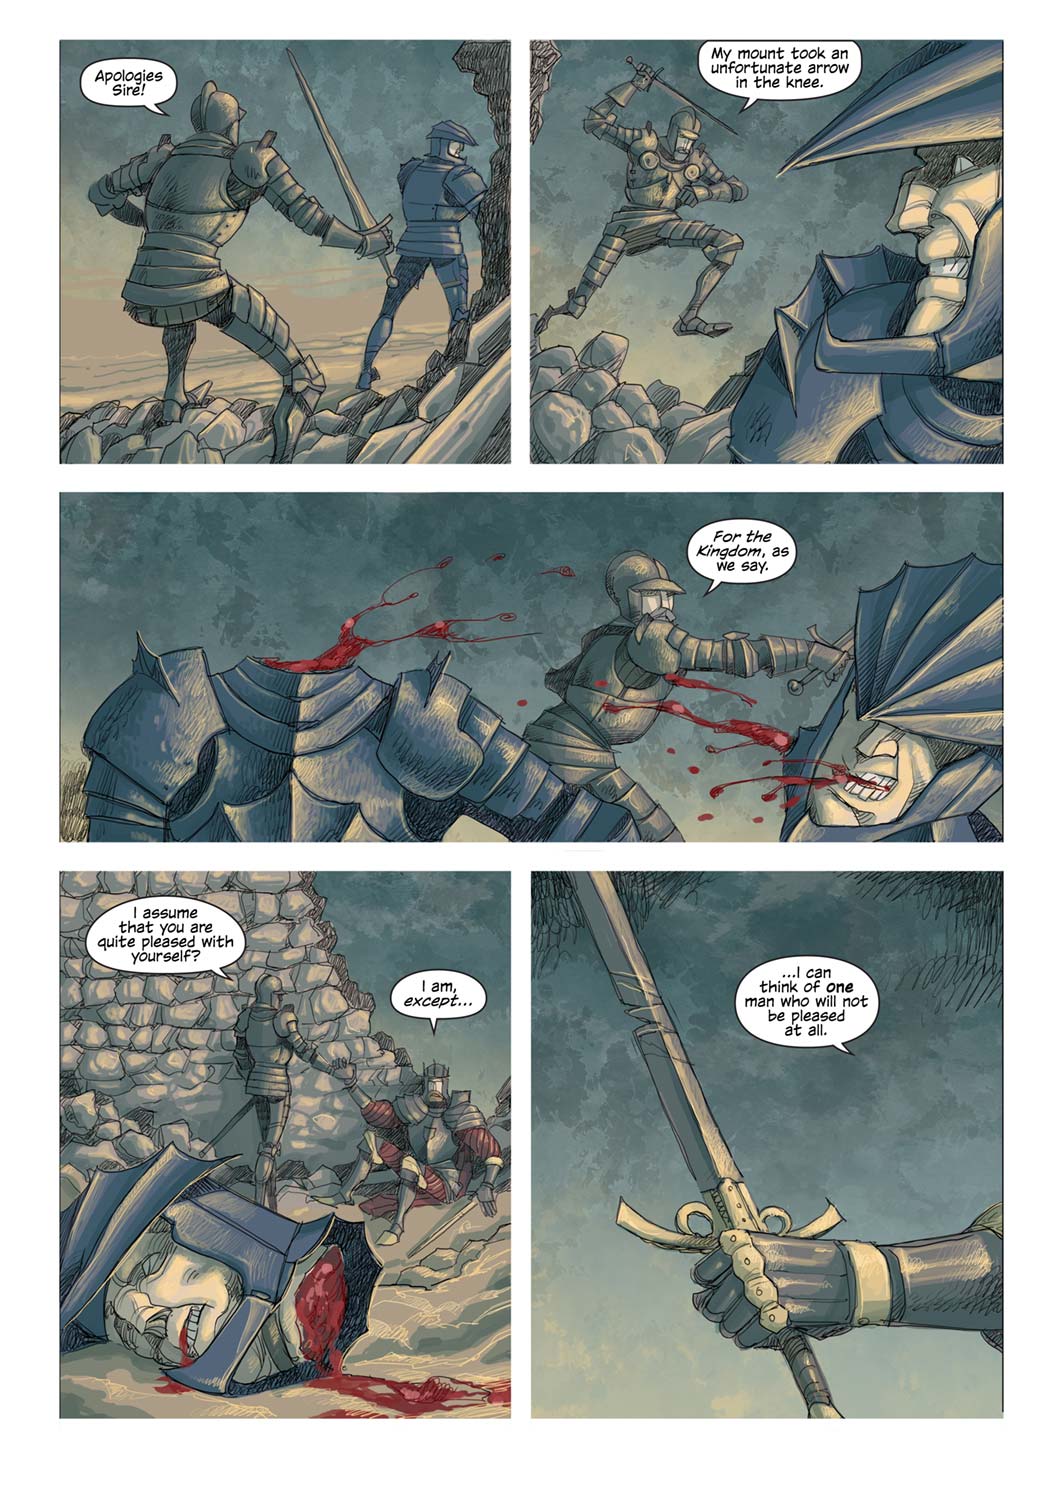 Apologies
Sire!
My mount took an
unfortunate arrow
in the knee.
For the
Kingdom, as
we say.
I assume
that you are
quite pleased with
yourself?
I am,
except...
...I can
think of one
man who will not
be pleased
at all.